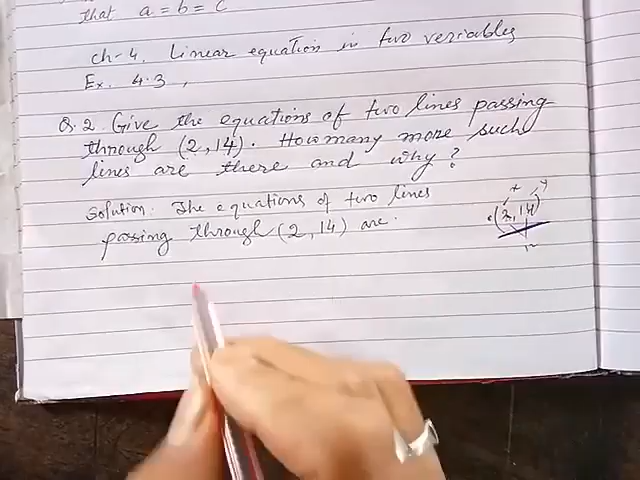 that a = b = c
ch-4. Linear equation in two veriables
Ex. 4.3,
Q.2. Give the equations of two lines passing
through (2,14). How many more such
lines are there and why?
Solution: The equations of two lines
passing through (2, 14) are.
x y
(2,14)